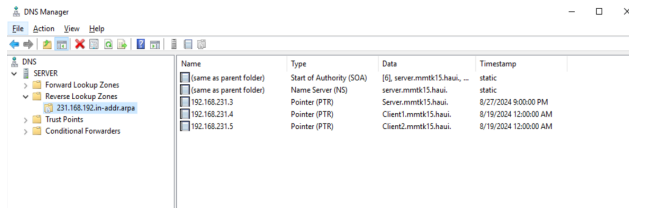 DNS Manager
File Action View Help
DNS
SERVER
Forward Lookup Zones
Reverse Lookup Zones
231.168.192.in-addr.arpa
Trust Points
Conditional Forwarders
Name Type Data Timestamp
(same as parent folder) Start of Authority (SOA) [6], server.mmtk15.haui., ... static
(same as parent folder) Name Server (NS) server.mmtk15.haui. static
192.168.231.3 Pointer (PTR) Server.mmtk15.haui. 8/27/2024 9:00:00 PM
192.168.231.4 Pointer (PTR) Client1.mmtk15.haui. 8/19/2024 12:00:00 AM
192.168.231.5 Pointer (PTR) Client2.mmtk15.haui. 8/19/2024 12:00:00 AM